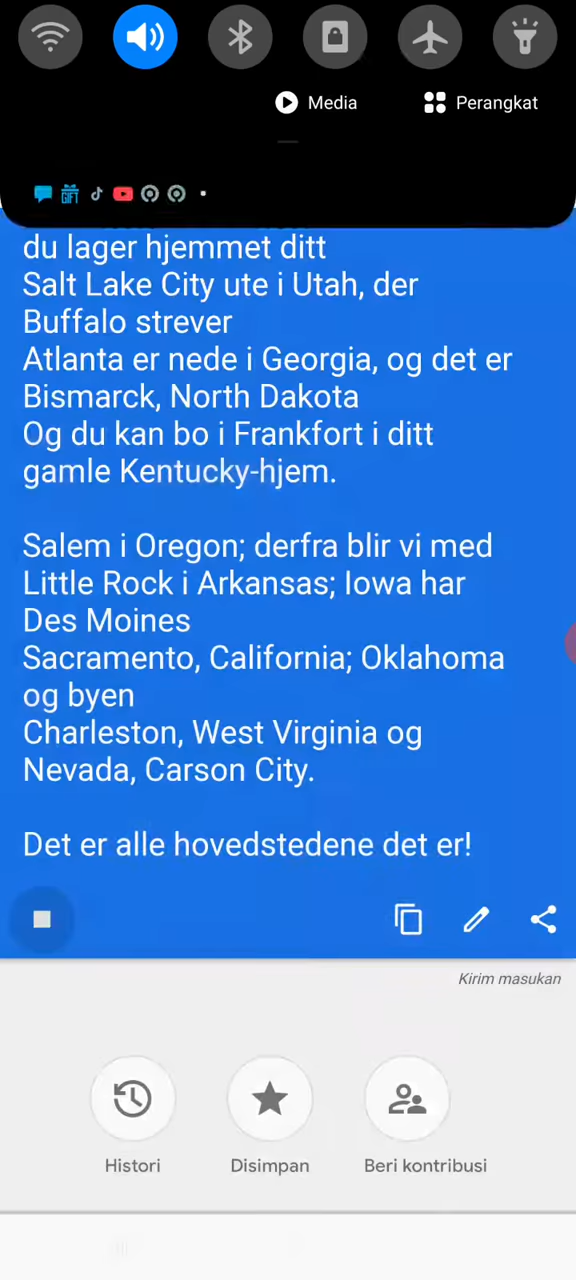 Media
Perangkat
GIFT
du lager hjemmet ditt
Salt Lake City ute i Utah, der
Buffalo strever
Atlanta er nede i Georgia, og det er
Bismarck, North Dakota
Og du kan bo i Frankfort i ditt
gamle Kentucky-hjem.
Salem i Oregon; derfra blir vi med
Little Rock i Arkansas; Iowa har
Des Moines
Sacramento, California; Oklahoma
og byen
Charleston, West Virginia og
Nevada, Carson City.
Det er alle hovedstedene det er!
Kirim masukan
Histori
Disimpan
Beri kontribusi